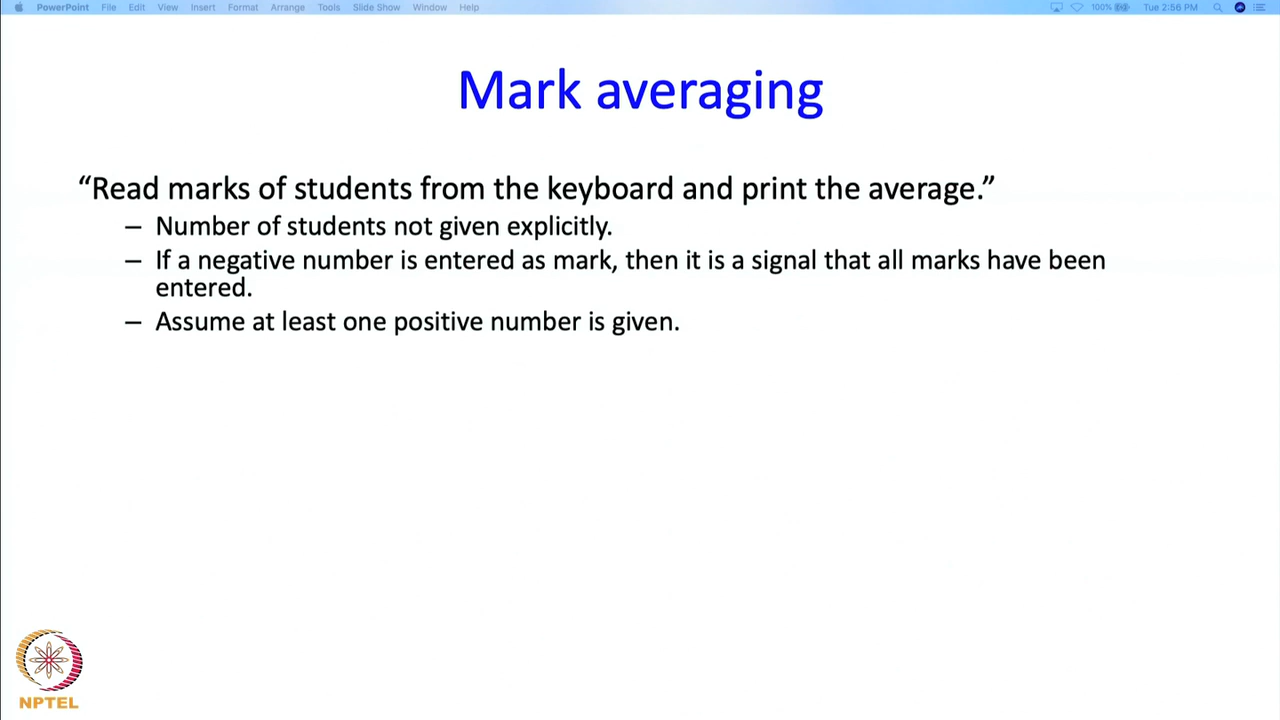 PowerPoint File Edit View Insert Format Arrange Tools Slide Show Window Help 100% Tue 2:56 PM
Mark averaging
“Read marks of students from the keyboard and print the average.”
– Number of students not given explicitly.
– If a negative number is entered as mark, then it is a signal that all marks have been
entered.
– Assume at least one positive number is given.
NPTEL